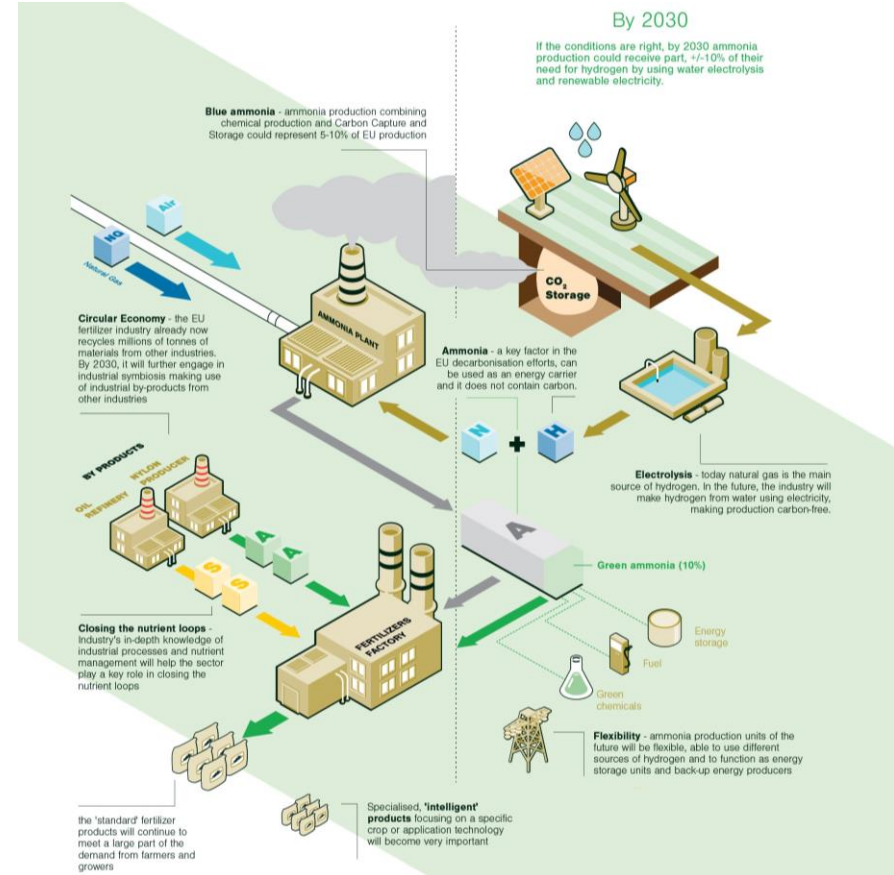 By 2030
If the conditions are right, by 2030 ammonia
production could receive part, +/-10% of their
need for hydrogen by using water electrolysis
and renewable electricity.
Blue ammonia - ammonia production combining
chemical production and Carbon Capture and
Storage could represent 5-10% of EU production
Air
NG
Natural Gas
CO2
Storage
AMMONIA PLANT
Circular Economy - the EU
fertilizer industry already now
recycles millions of tonnes of
materials from other industries.
By 2030, it will further engage in
industrial symbiosis making use
of industrial by-products from
other industries
Ammonia - a key factor in the
EU decarbonisation efforts, can
be used as an energy carrier
and it does not contain carbon.
N
+
H
Electrolysis - today natural gas is the main
source of hydrogen. In the future, the industry will
make hydrogen from water using electricity,
making production carbon-free.
BY PRODUCTS
NYLON
PRODUCER
OIL
REFINERY
A
A
S
S
A
Green ammonia (10%)
FERTILIZERS
FACTORY
Closing the nutrient loops -
Industry's in-depth knowledge of
industrial processes and nutrient
management will help the sector
play a key role in closing the
nutrient loops
Energy
storage
Fuel
Green
chemicals
Flexibility - ammonia production units of the
future will be flexible, able to use different
sources of hydrogen and to function as energy
storage units and back-up energy producers
the 'standard' fertilizer
products will continue to
meet a large part of the
demand from farmers and
growers
Specialised, 'intelligent'
products focusing on a specific
crop or application technology
will become very important